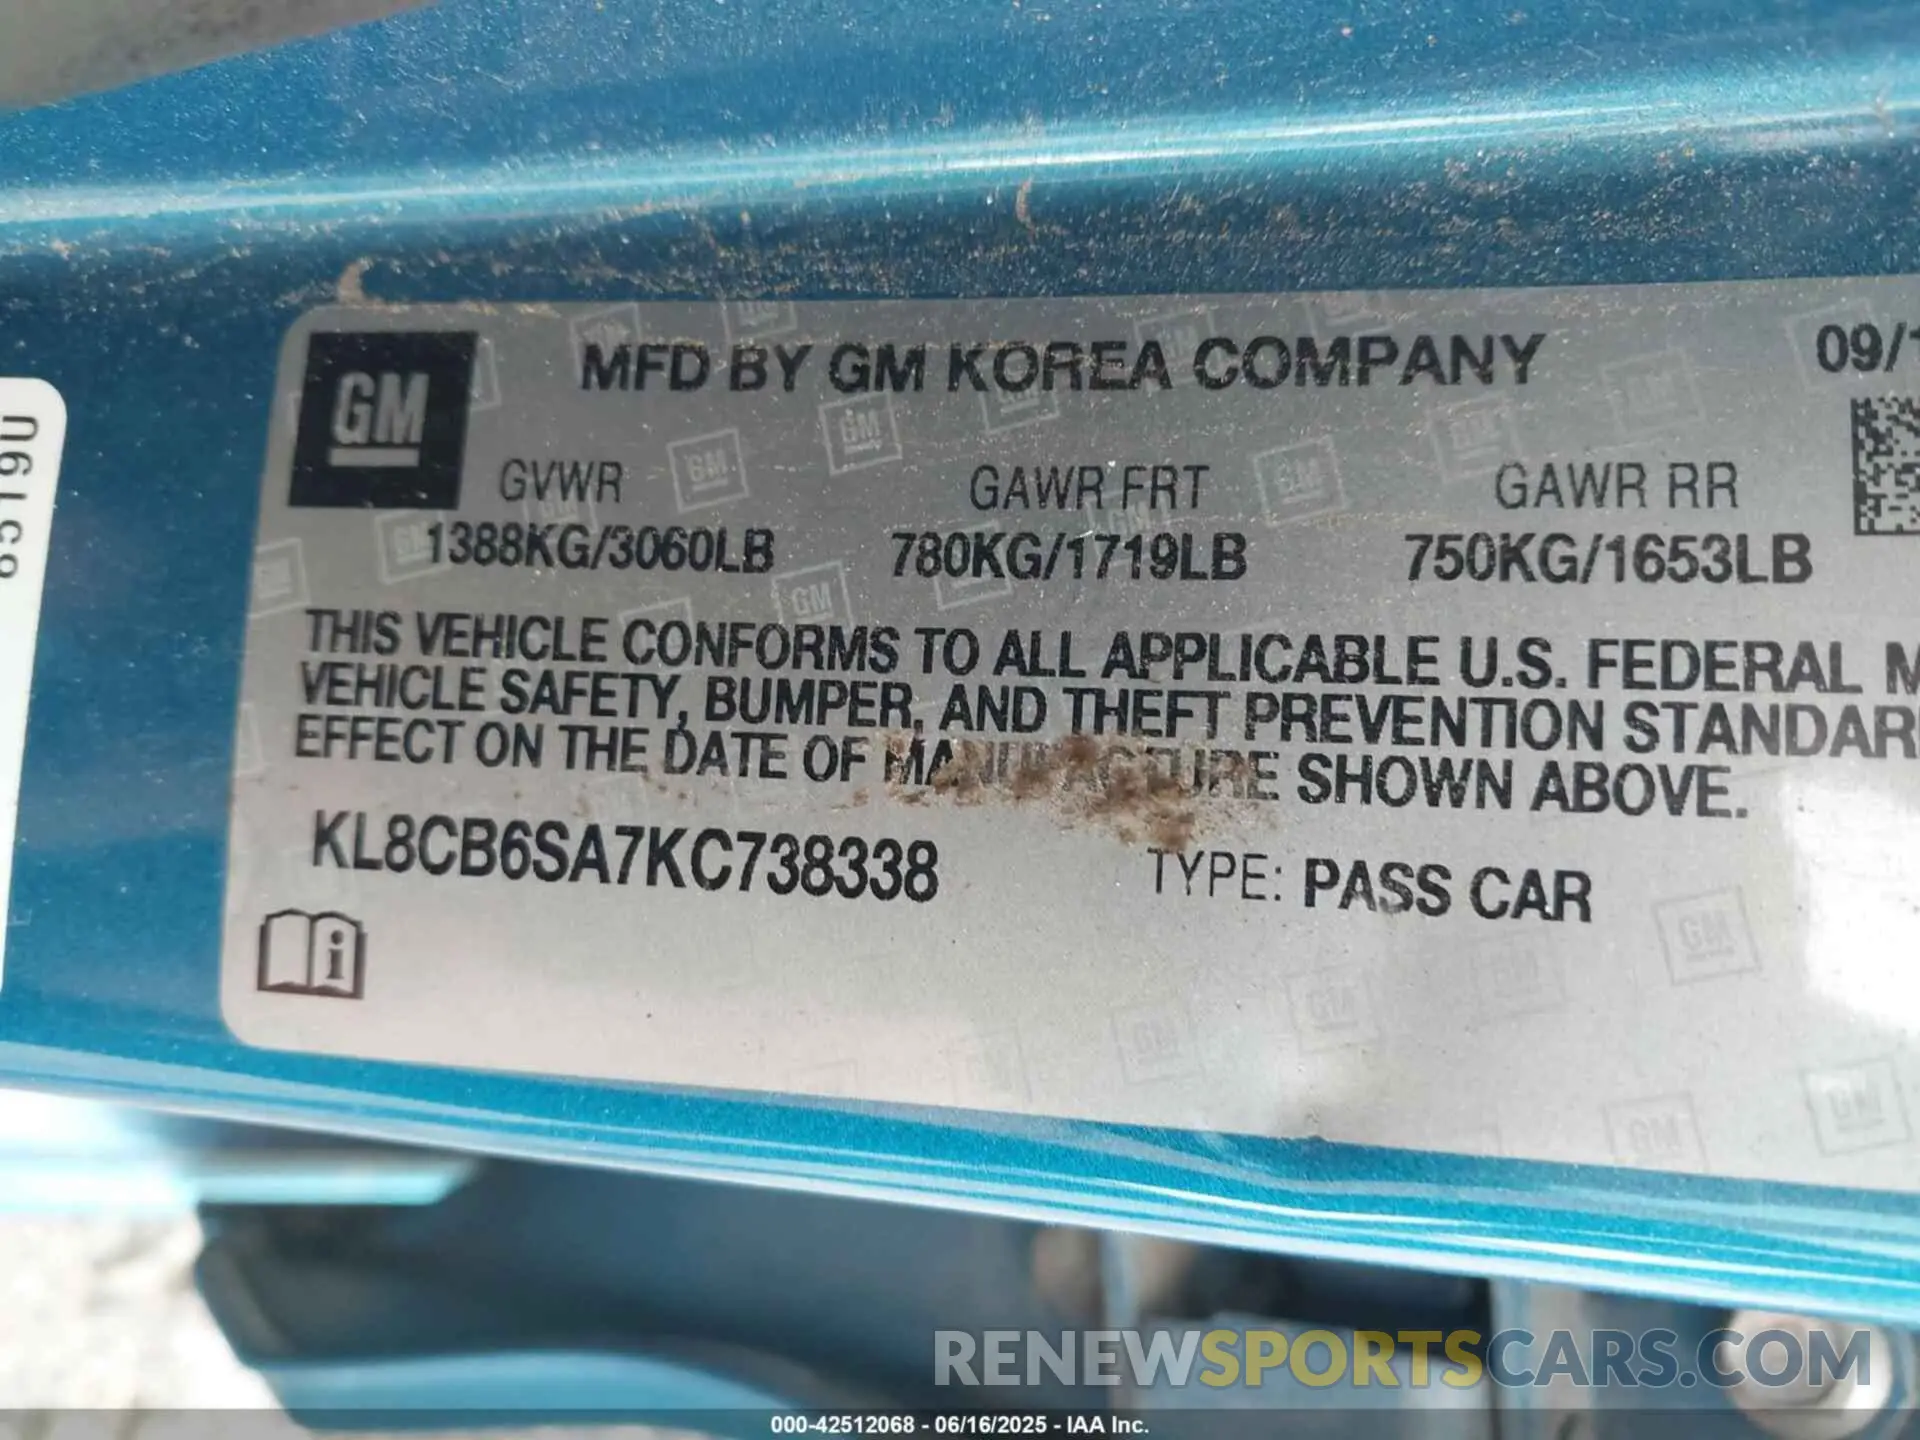 GM
MFD BY GM KOREA COMPANY
09/1
GVWR
GAWR FRT
GAWR RR
1388KG/3060LB
780KG/1719LB
750KG/1653LB
THIS VEHICLE CONFORMS TO ALL APPLICABLE U.S. FEDERAL M
VEHICLE SAFETY, BUMPER, AND THEFT PREVENTION STANDAR
EFFECT ON THE DATE OF MANUFACTURE SHOWN ABOVE.
KL8CB6SA7KC738338
TYPE: PASS CAR
i
RENEWSPORTSCARS.COM
000-42512068 - 06/16/2025 - IAA Inc.